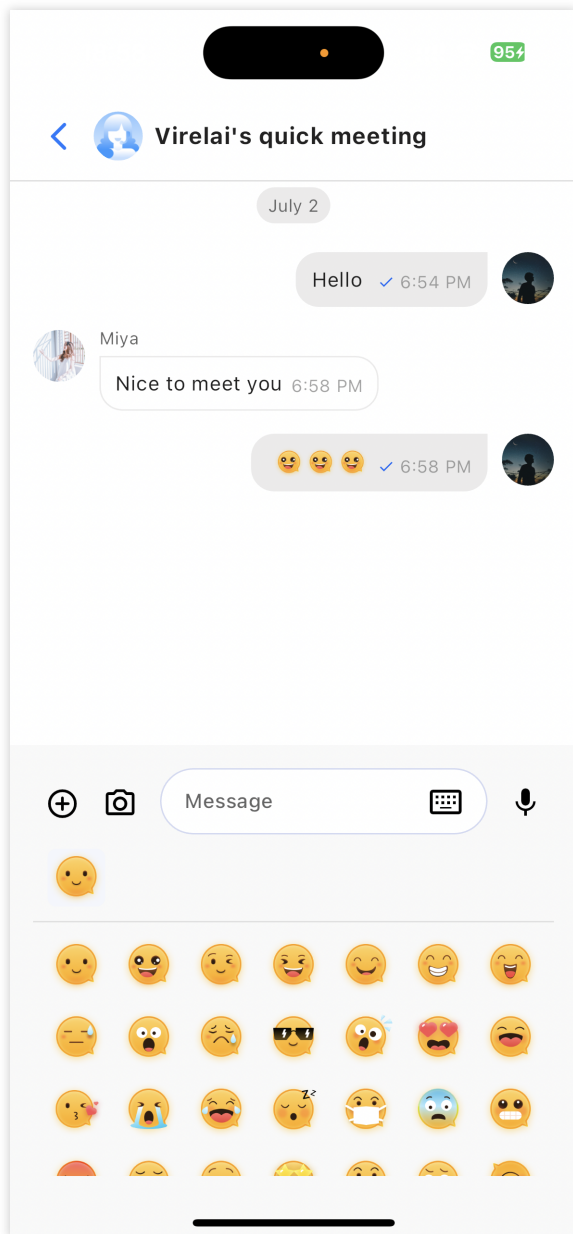 95
Virelai's quick meeting
July 2
Hello 6:54 PM
Miya
Nice to meet you 6:58 PM
6:58 PM
Message
zz